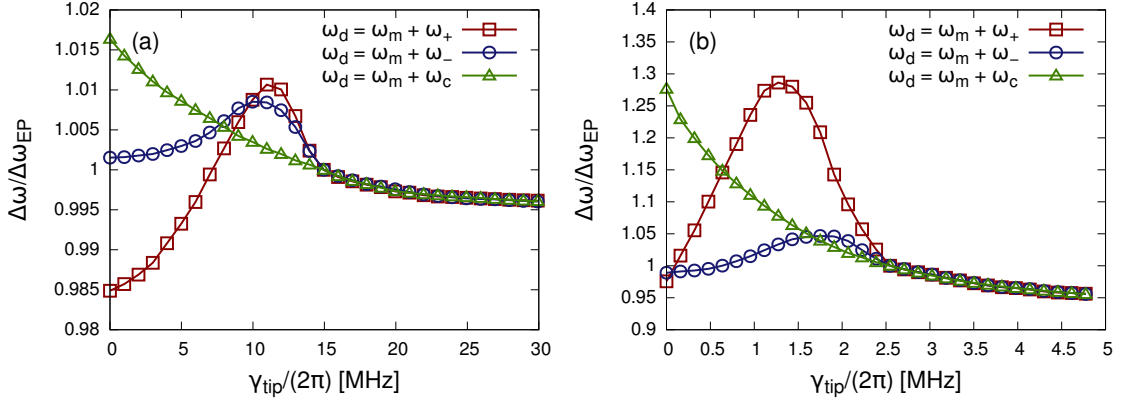 (a)
ω_d = ω_m + ω_+
ω_d = ω_m + ω_-
ω_d = ω_m + ω_c
Δω/Δω_EP
1.02
1.015
1.01
1.005
1
0.995
0.99
0.985
0.98
0 5 10 15 20 25 30
γ_tip/(2π) [MHz]
(b)
ω_d = ω_m + ω_+
ω_d = ω_m + ω_-
ω_d = ω_m + ω_c
Δω/Δω_EP
1.4
1.35
1.3
1.25
1.2
1.15
1.1
1.05
1
0.95
0.9
0 0.5 1 1.5 2 2.5 3 3.5 4 4.5 5
γ_tip/(2π) [MHz]